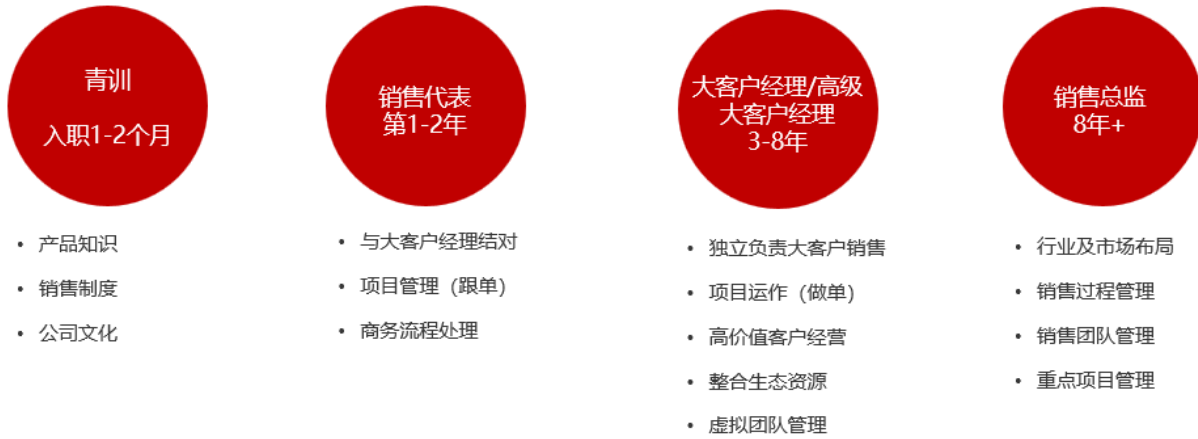 青训
入职1-2个月
• 产品知识
• 销售制度
• 公司文化
销售代表
第1-2年
• 与大客户经理结对
• 项目管理（跟单）
• 商务流程处理
大客户经理/高级
大客户经理
3-8年
• 独立负责大客户销售
• 项目运作（做单）
• 高价值客户经营
• 整合生态资源
• 虚拟团队管理
销售总监
8年+
• 行业及市场布局
• 销售过程管理
• 销售团队管理
• 重点项目管理